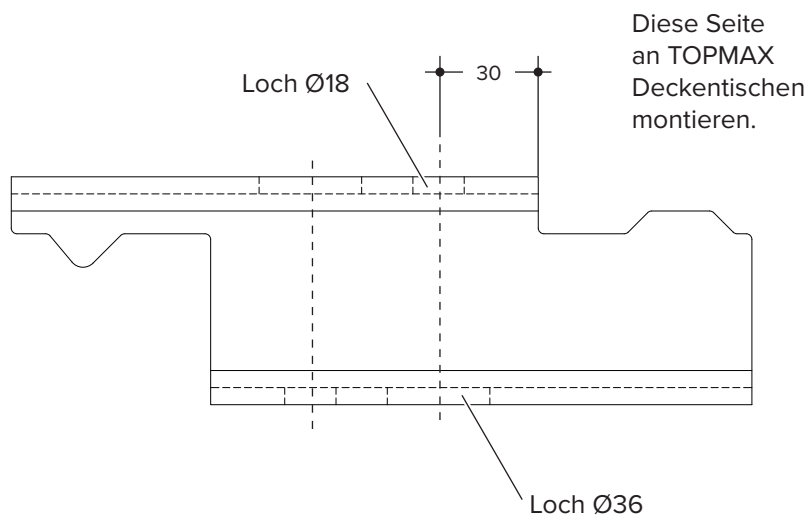 Diese Seite
an TOPMAX
Deckentischen
montieren.
30
Loch Ø18
Loch Ø36